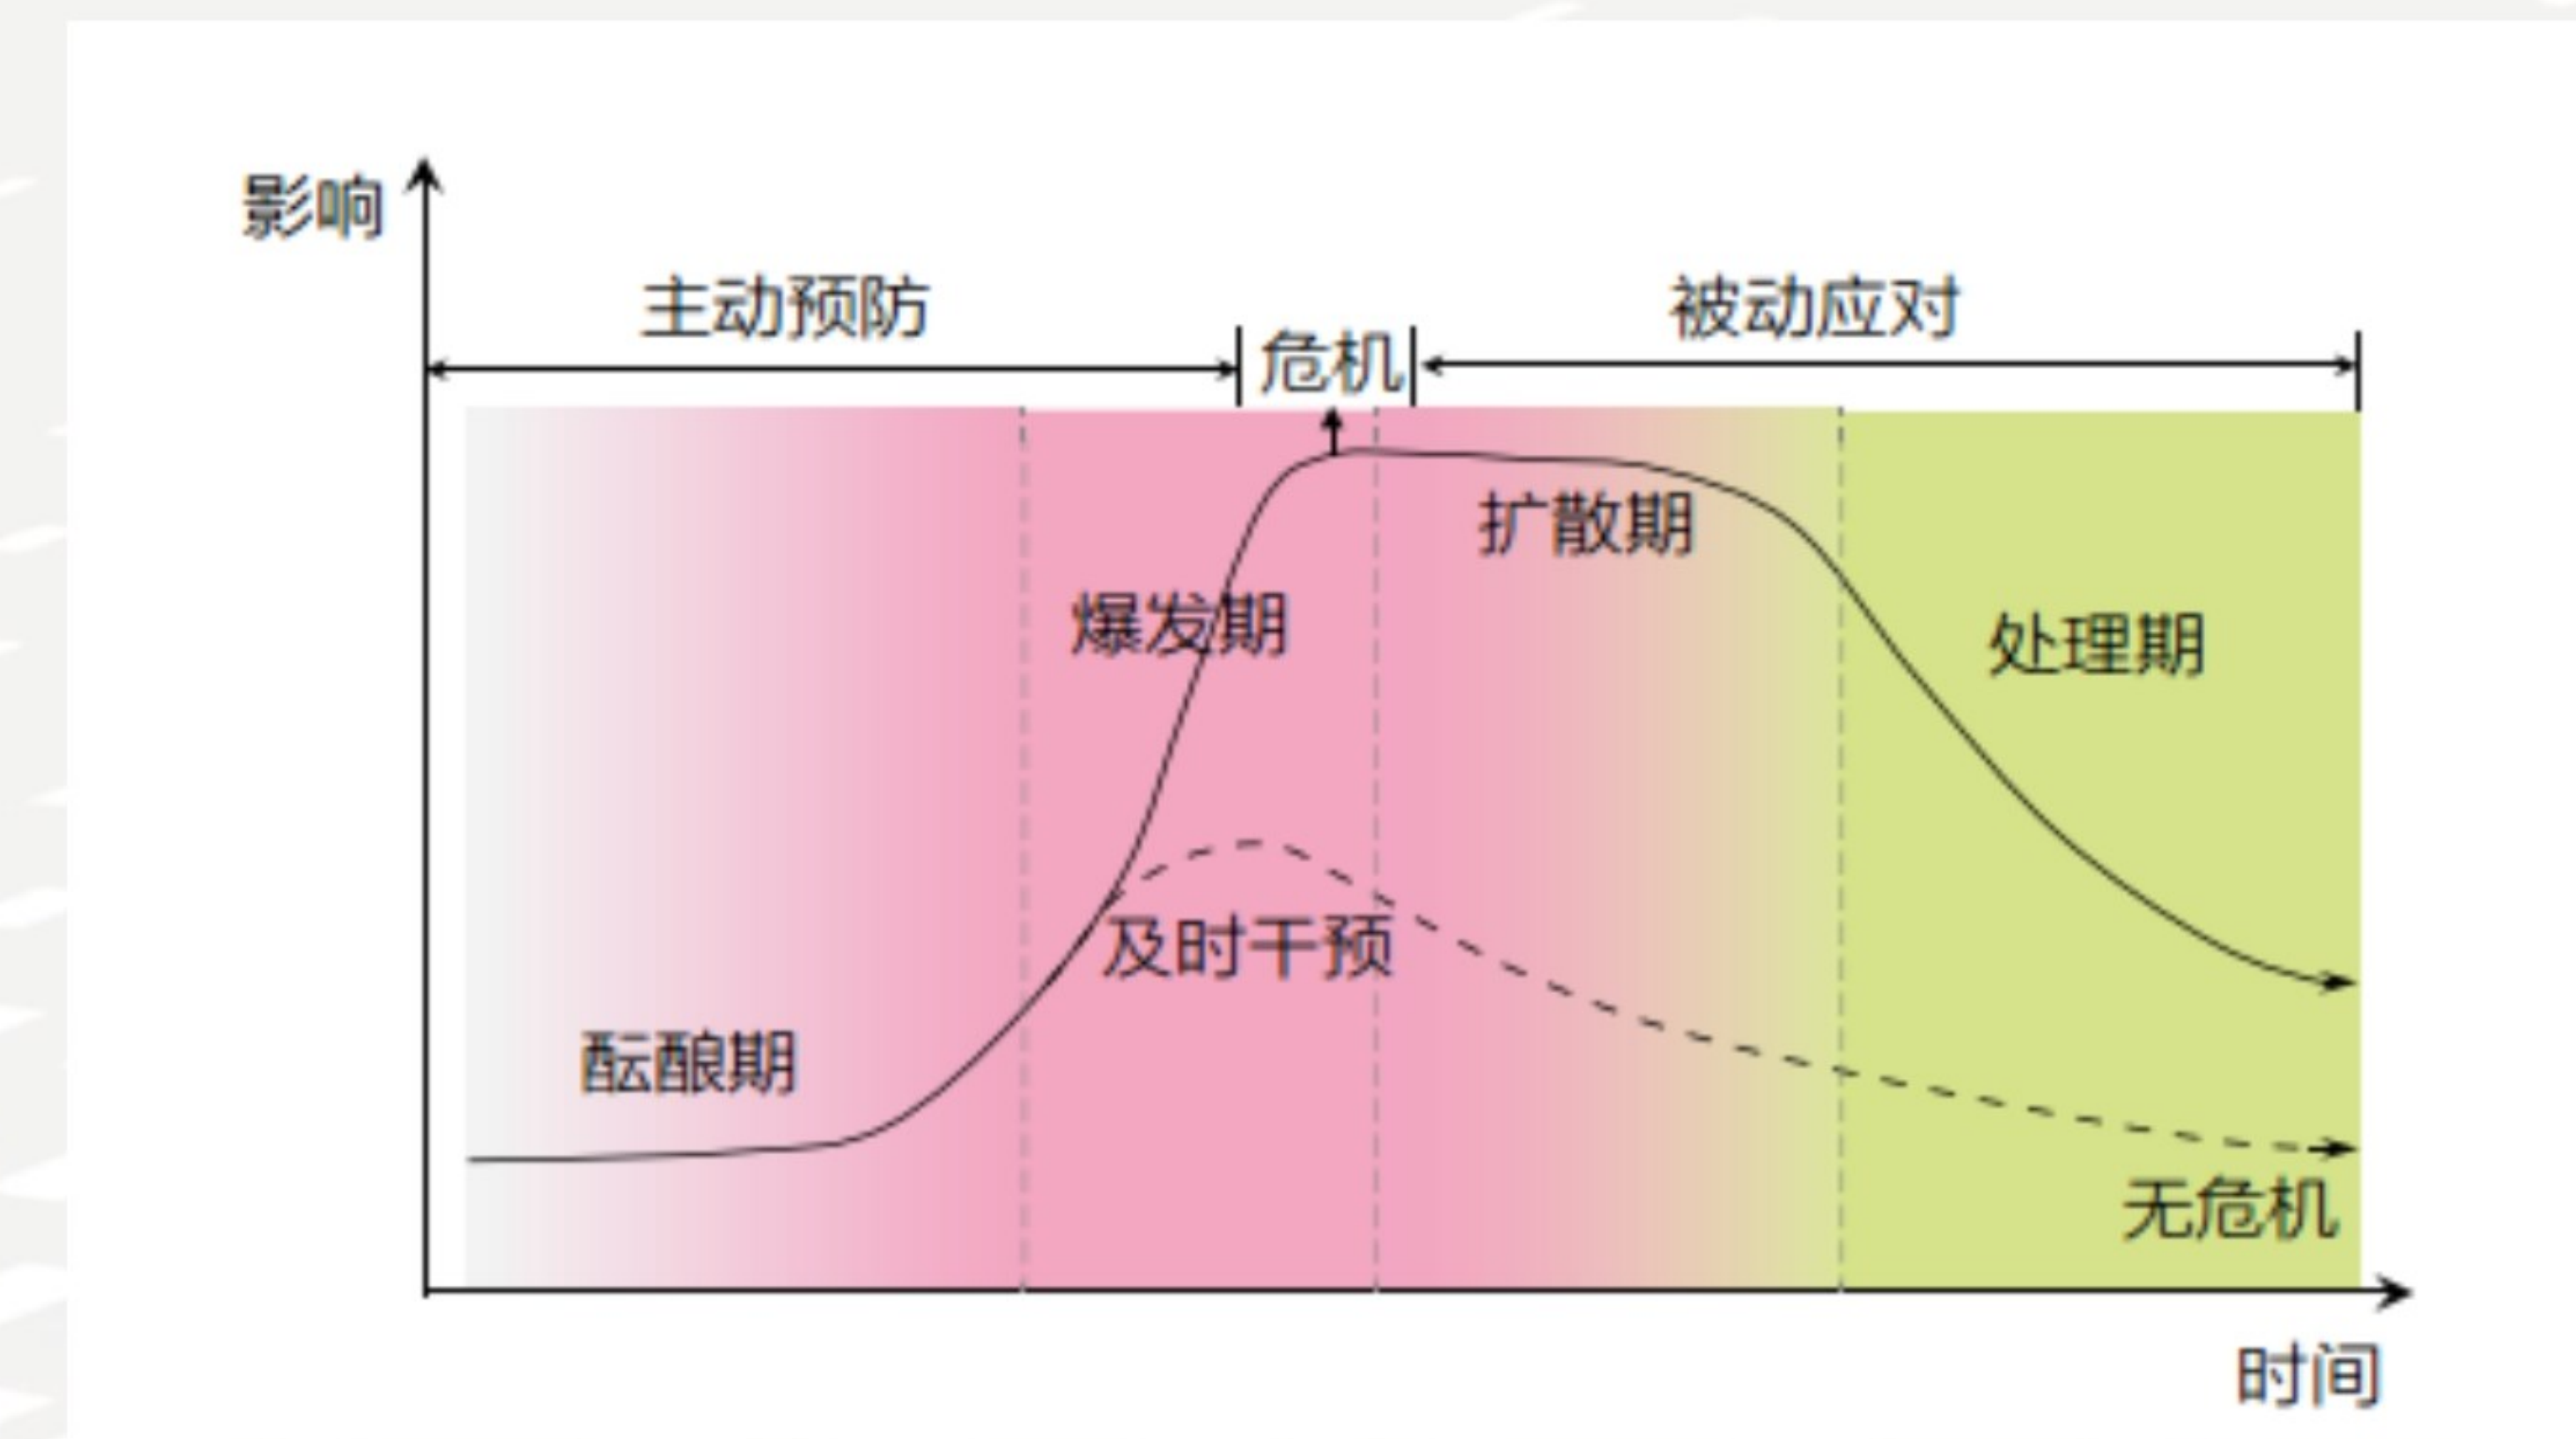 影响
主动预防
危机
被动应对
扩散期
爆发期
处理期
及时干预
酝酿期
无危机
时间